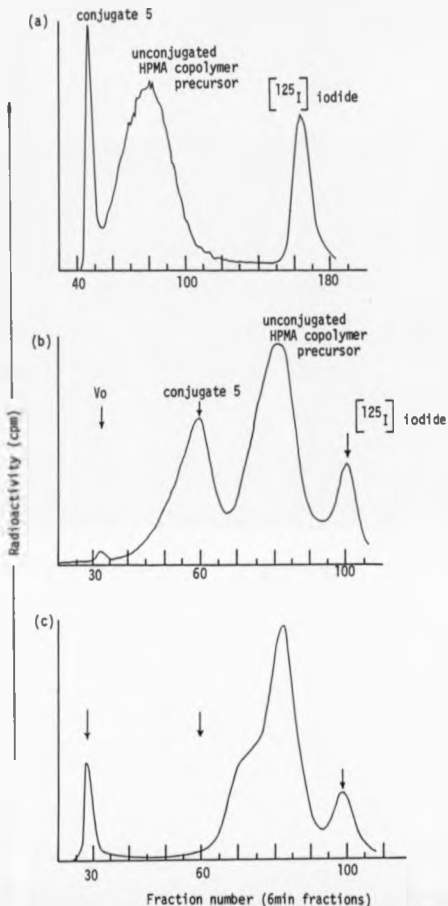 conjugate 5
(a)
unconjugated
HPMA copolymer
precursor
[125I] iodide
40 100 180
unconjugated
HPMA copolymer
precursor
(b)
Vo
conjugate 5
[125I] iodide
30 60 100
(c)
30 60 100
Fraction number (6min fractions)
Radioactivity (cpm)